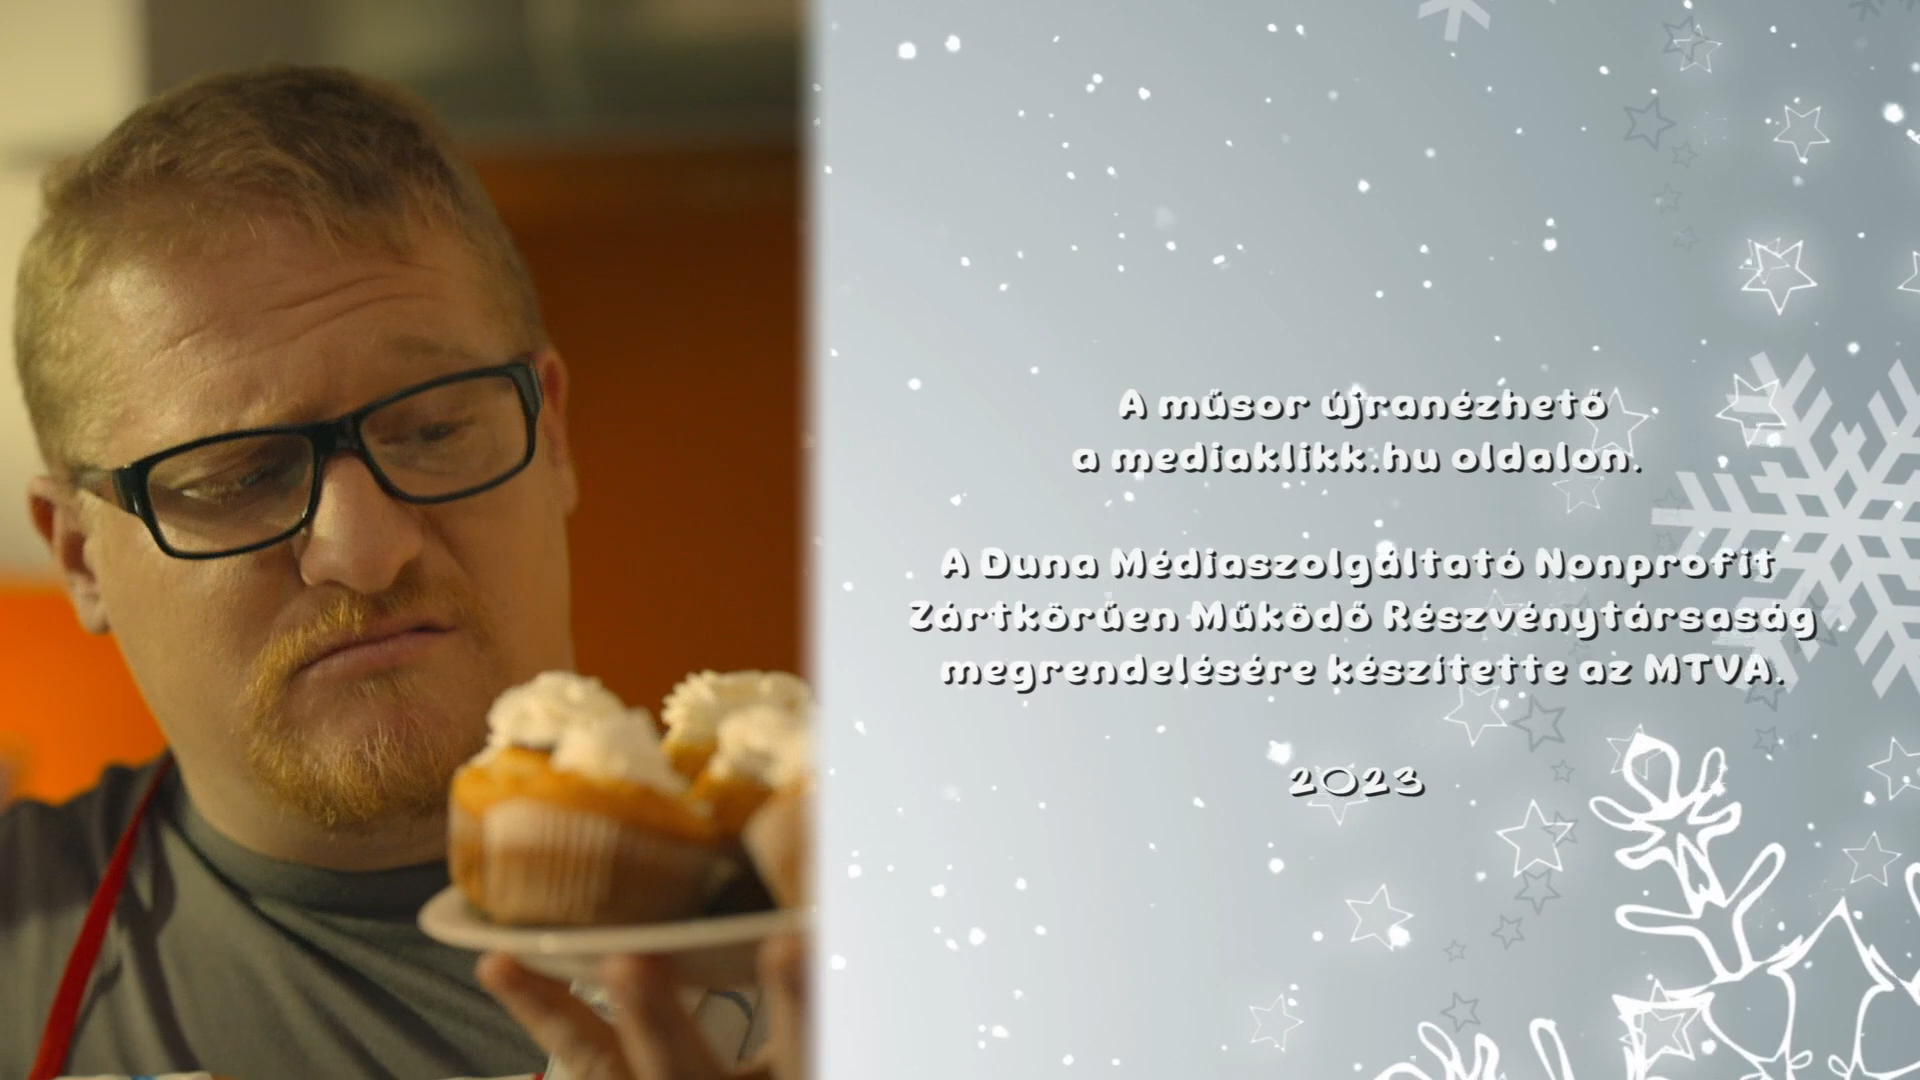 A műsor újranézhető
a mediaklikk.hu oldalon.
A Duna Médiaszolgáltató Nonprofit
Zártkörűen Működő Részvénytársaság
megrendelésére készítette az MTVA.
2023